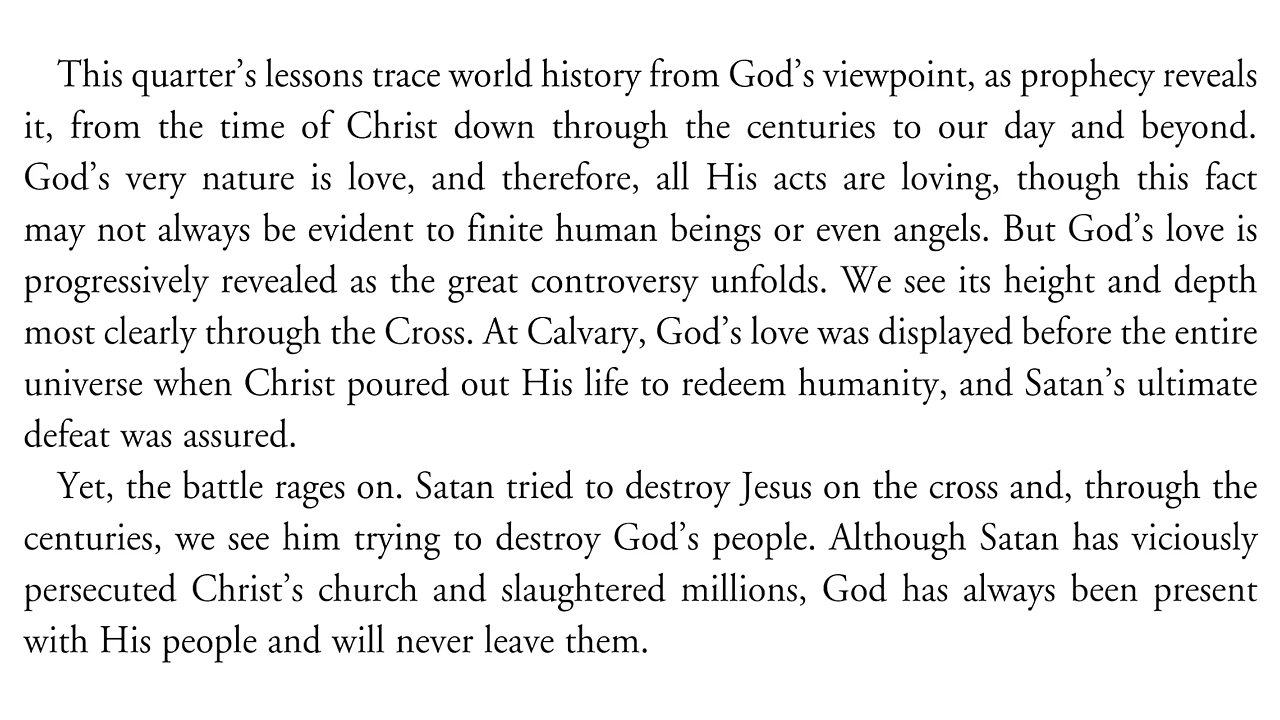 This quarter’s lessons trace world history from God’s viewpoint, as prophecy reveals
it, from the time of Christ down through the centuries to our day and beyond.
God’s very nature is love, and therefore, all His acts are loving, though this fact
may not always be evident to finite human beings or even angels. But God’s love is
progressively revealed as the great controversy unfolds. We see its height and depth
most clearly through the Cross. At Calvary, God’s love was displayed before the entire
universe when Christ poured out His life to redeem humanity, and Satan’s ultimate
defeat was assured.
Yet, the battle rages on. Satan tried to destroy Jesus on the cross and, through the
centuries, we see him trying to destroy God’s people. Although Satan has viciously
persecuted Christ’s church and slaughtered millions, God has always been present
with His people and will never leave them.